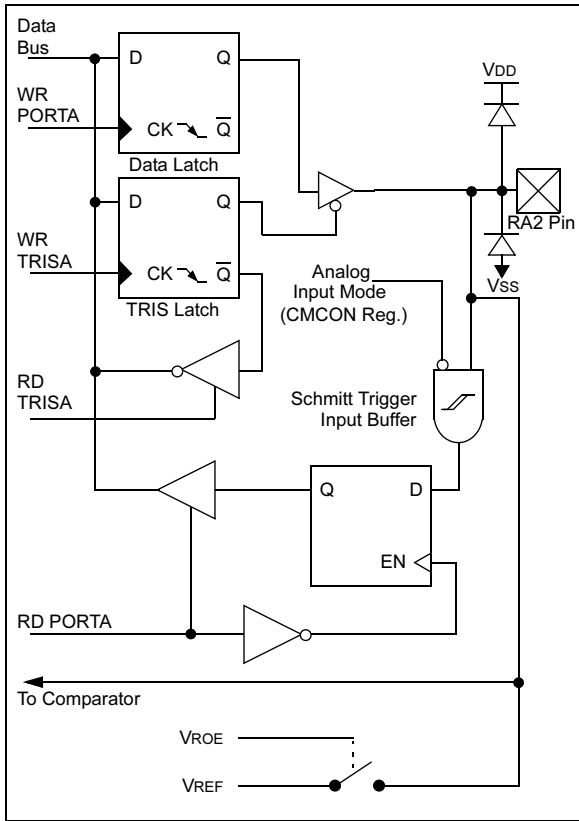 Data
Bus
D
Q
WR
PORTA
CK
Q
Data Latch
VDD
RA2 Pin
D
Q
WR
TRISA
CK
Q
TRIS Latch
VSS
Analog
Input Mode
(CMCON Reg.)
RD
TRISA
Schmitt Trigger
Input Buffer
Q
D
EN
RD PORTA
To Comparator
VROE
VREF